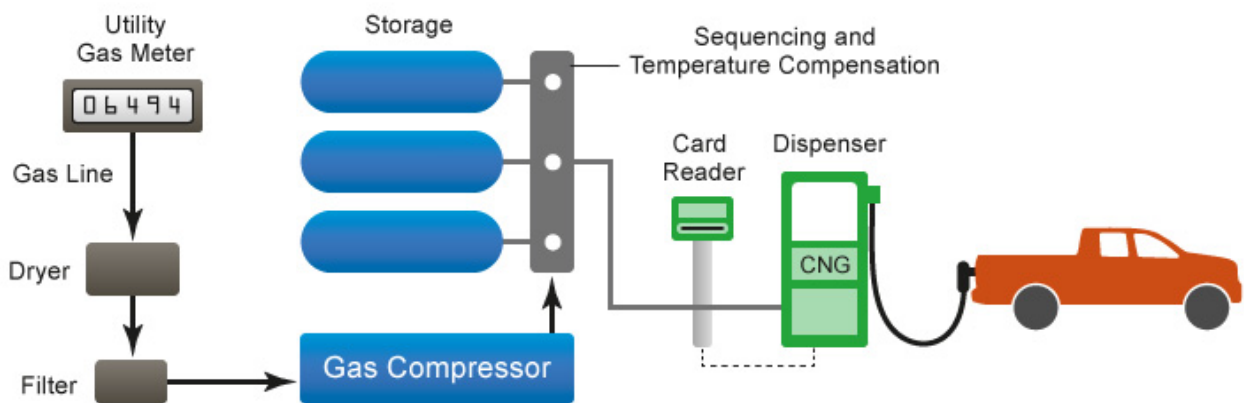 Utility
Gas Meter
06494
Gas Line
Dryer
Filter
Gas Compressor
Storage
Sequencing and
Temperature Compensation
Card
Reader
Dispenser
CNG